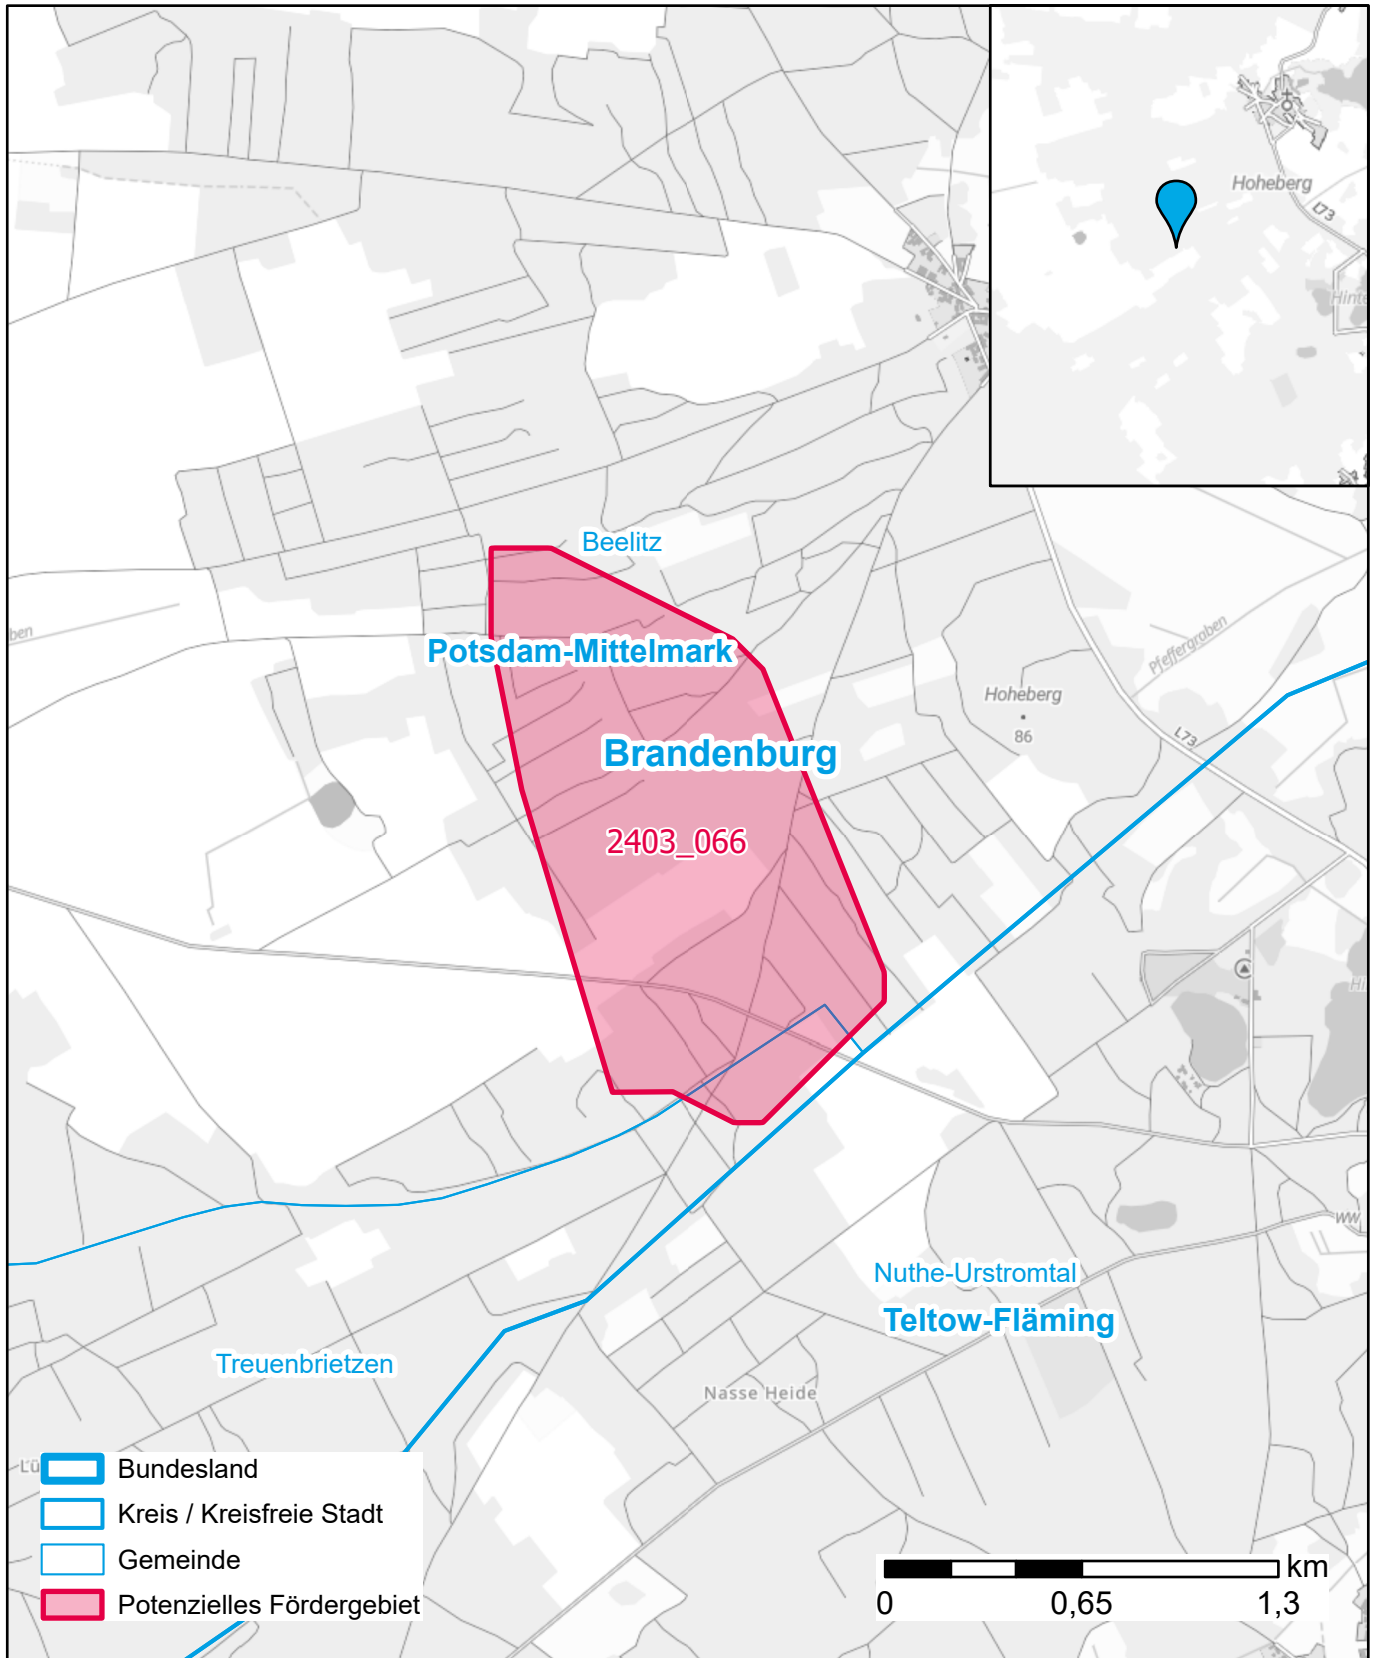 Hoheberg
L73
Beelitz
Potsdam-Mittelmark
Pfeffergraben
Hoheberg
86
L73
Brandenburg
2403_066
Nuthe-Urstromtal
Teltow-Fläming
Treuenbrietzen
Nasse Heide
WW
Bundesland
Kreis / Kreisfreie Stadt
Gemeinde
Potenzielles Fördergebiet
km
0 0,65 1,3